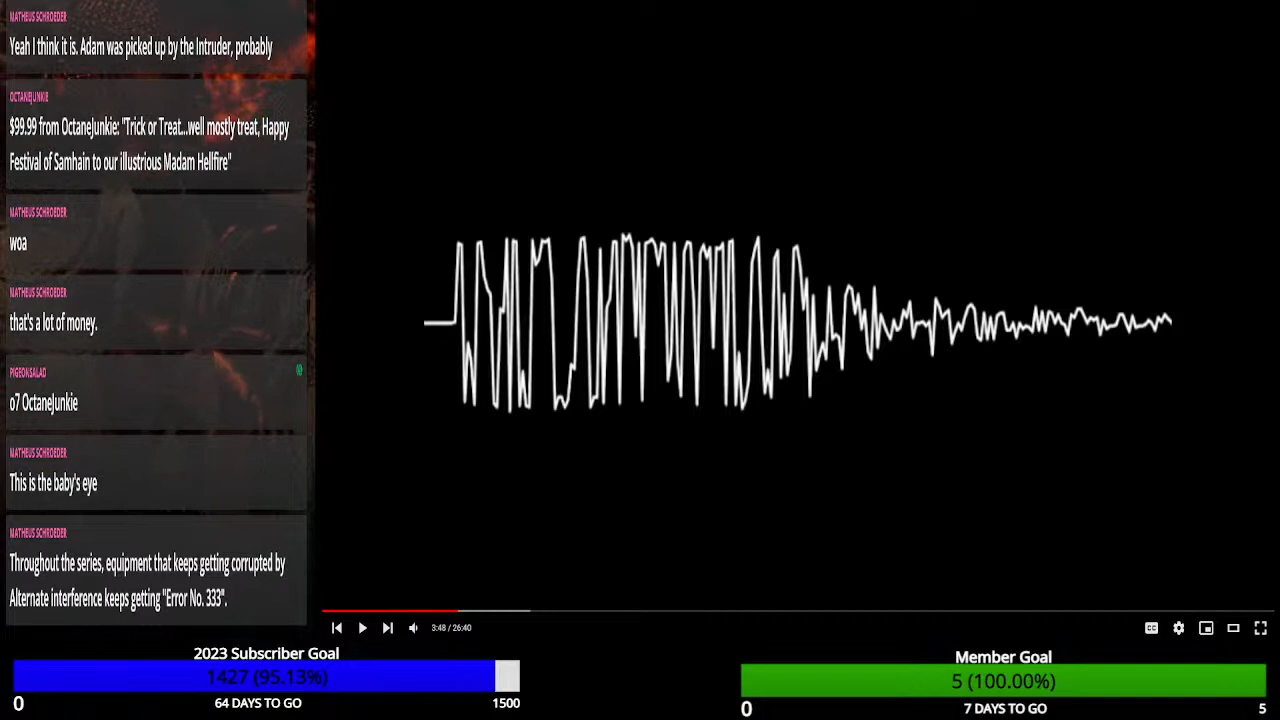 MATHEUS SCHROEDER
Yeah I think it is. Adam was picked up by the Intruder, probably
OCTANEJUNKIE
$99.99 from OctaneJunkie: "Trick or Treat...well mostly treat, Happy
Festival of Samhain to our illustrious Madam Hellfire"
MATHEUS SCHROEDER
woa
MATHEUS SCHROEDER
that's a lot of money.
PIGEONSALAD
o7 OctaneJunkie
MATHEUS SCHROEDER
This is the baby's eye
MATHEUS SCHROEDER
Throughout the series, equipment that keeps getting corrupted by
Alternate interference keeps getting "Error No. 333".
3:48 / 26:40
CC
2023 Subscriber Goal
1427 (95.13%)
0 64 DAYS TO GO 1500
Member Goal
5 (100.00%)
0 7 DAYS TO GO 5